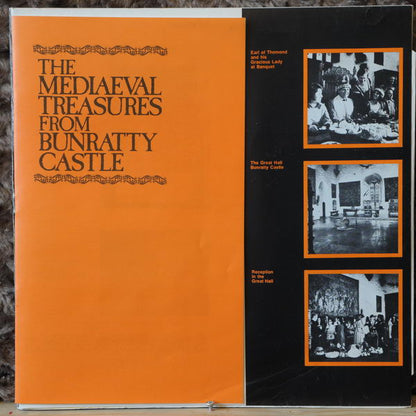 THE
MEDIAEVAL
TREASURES
FROM
BUNRATTY
CASTLE
Earl of Thomond
and his
Gracious Lady
at Banquet
The Great Hall
Bunratty Castle
Reception
in the
Great Hall